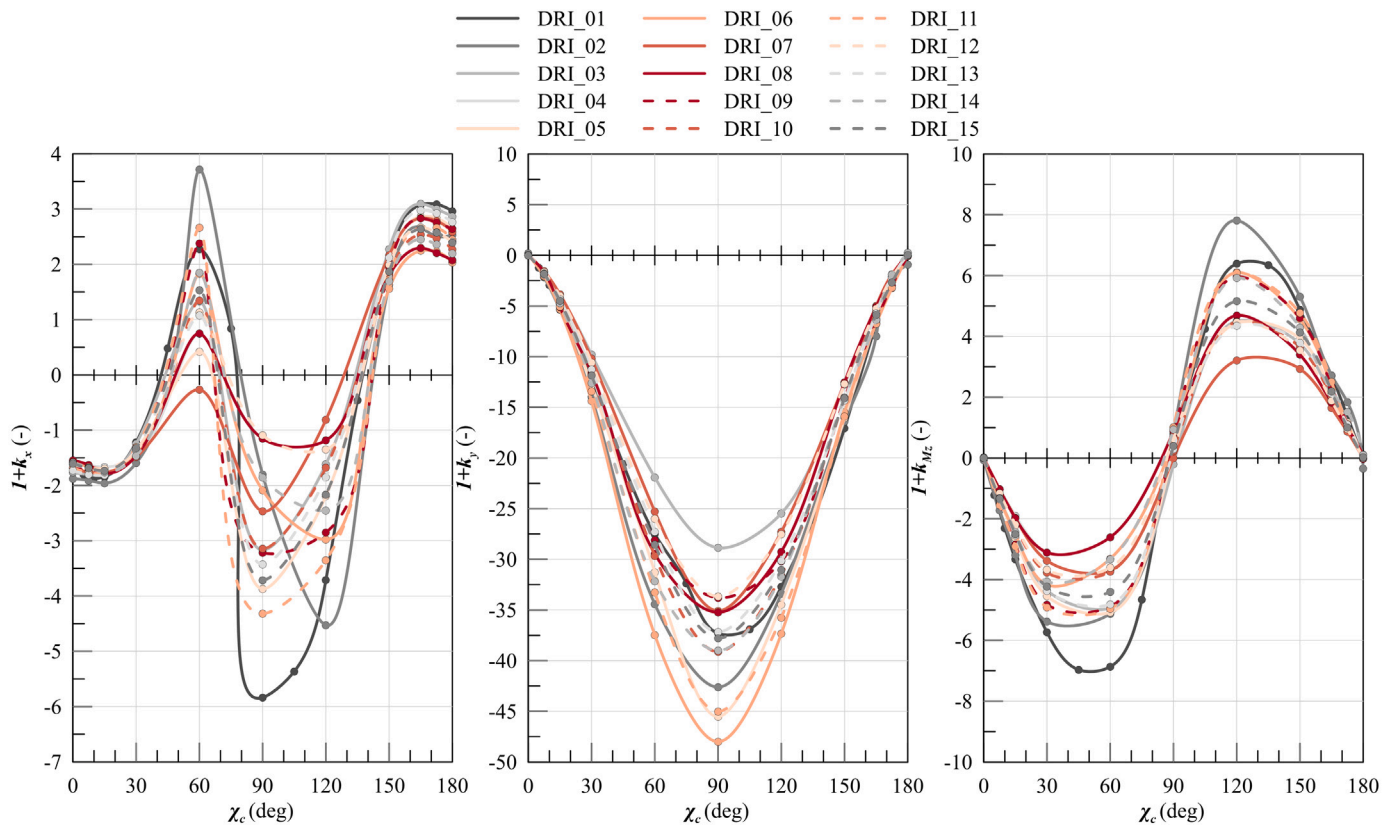 DRI_01 DRI_06 DRI_11
DRI_02 DRI_07 DRI_12
DRI_03 DRI_08 DRI_13
DRI_04 DRI_09 DRI_14
DRI_05 DRI_10 DRI_15
4
3
2
1
0
-1
-2
-3
-4
-5
-6
-7
1+kx (-)
0 30 60 90 120 150 180
χc (deg)
10
5
0
-5
-10
-15
-20
-25
-30
-35
-40
-45
-50
1+ky (-)
0 30 60 90 120 150 180
χc (deg)
10
8
6
4
2
0
-2
-4
-6
-8
-10
1+kMz (-)
0 30 60 90 120 150 180
χc (deg)